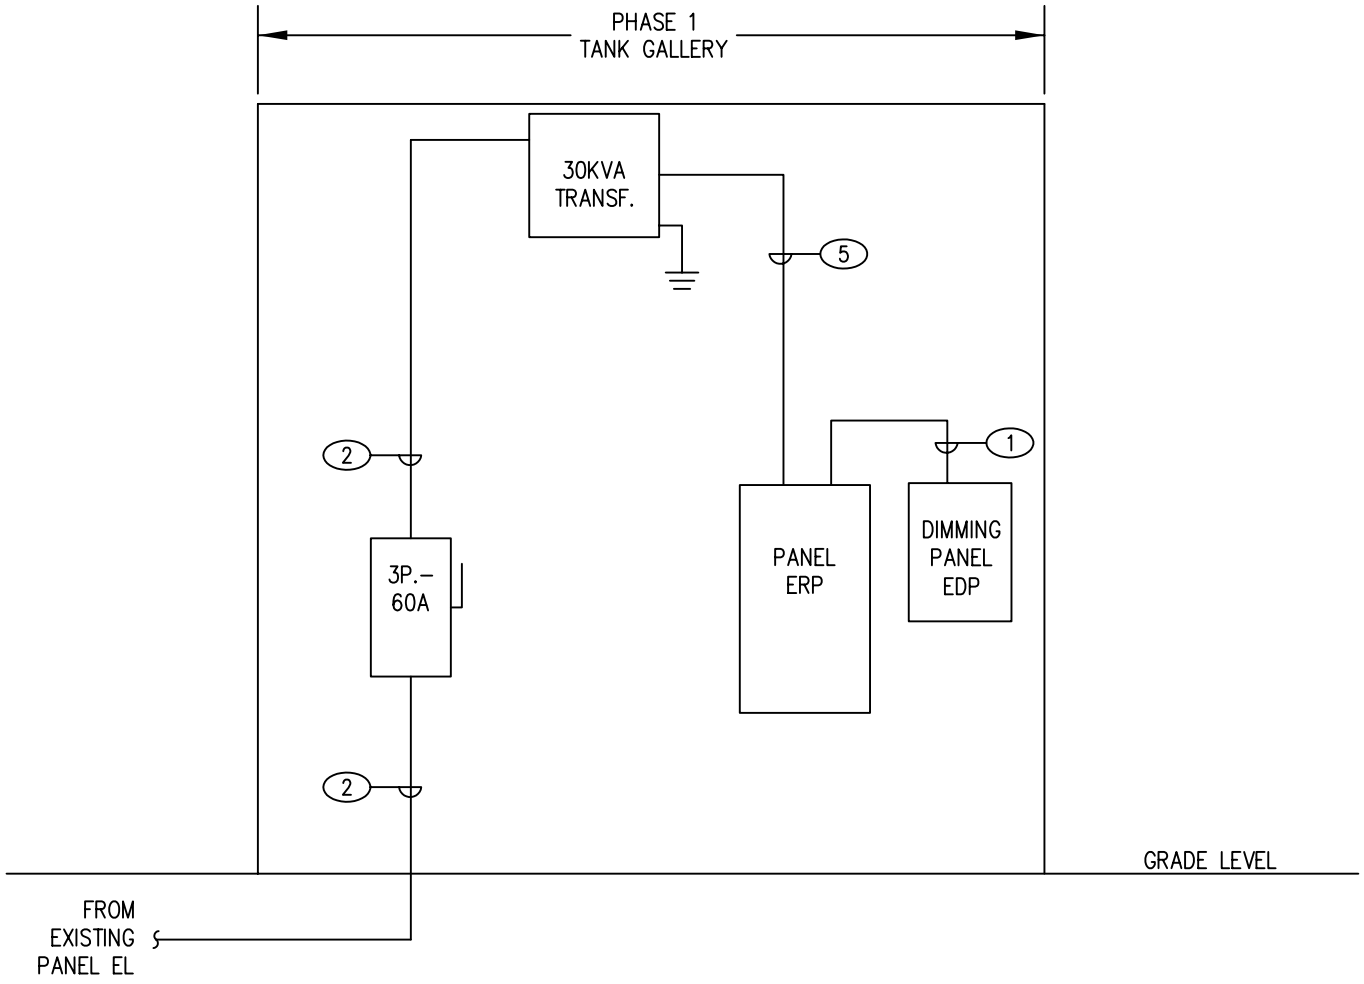 PHASE 1
TANK GALLERY
30KVA
TRANSF.
5
2
1
3P.-
60A
PANEL
ERP
DIMMING
PANEL
EDP
2
GRADE LEVEL
FROM
EXISTING
PANEL EL